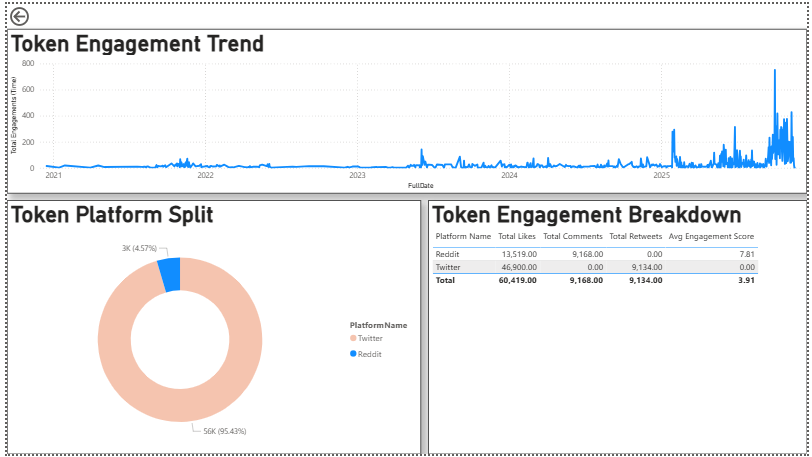 Token Engagement Trend
Total Engagements (Time)
800
600
400
200
0
2021 2022 2023 2024 2025
FullDate
Token Platform Split
3K (4.57%)
PlatformName
Twitter
Reddit
56K (95.43%)
Token Engagement Breakdown
Platform Name Total Likes Total Comments Total Retweets Avg Engagement Score
Reddit 13,519.00 9,168.00 0.00 7.81
Twitter 46,900.00 0.00 9,134.00 0.00
Total 60,419.00 9,168.00 9,134.00 3.91